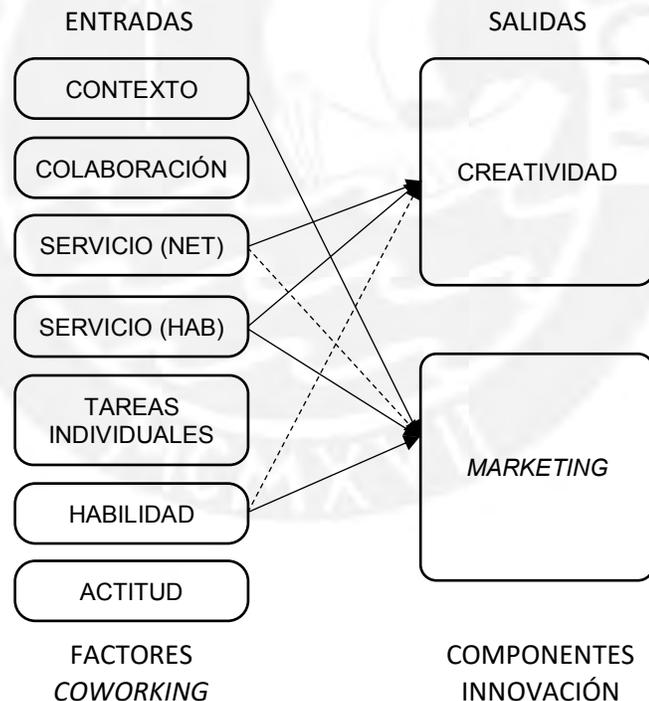 ENTRADAS
SALIDAS
CONTEXTO
COLABORACIÓN
SERVICIO (NET)
SERVICIO (HAB)
TAREAS
INDIVIDUALES
HABILIDAD
ACTITUD
CREATIVIDAD
MARKETING
FACTORES
COWORKING
COMPONENTES
INNOVACIÓN